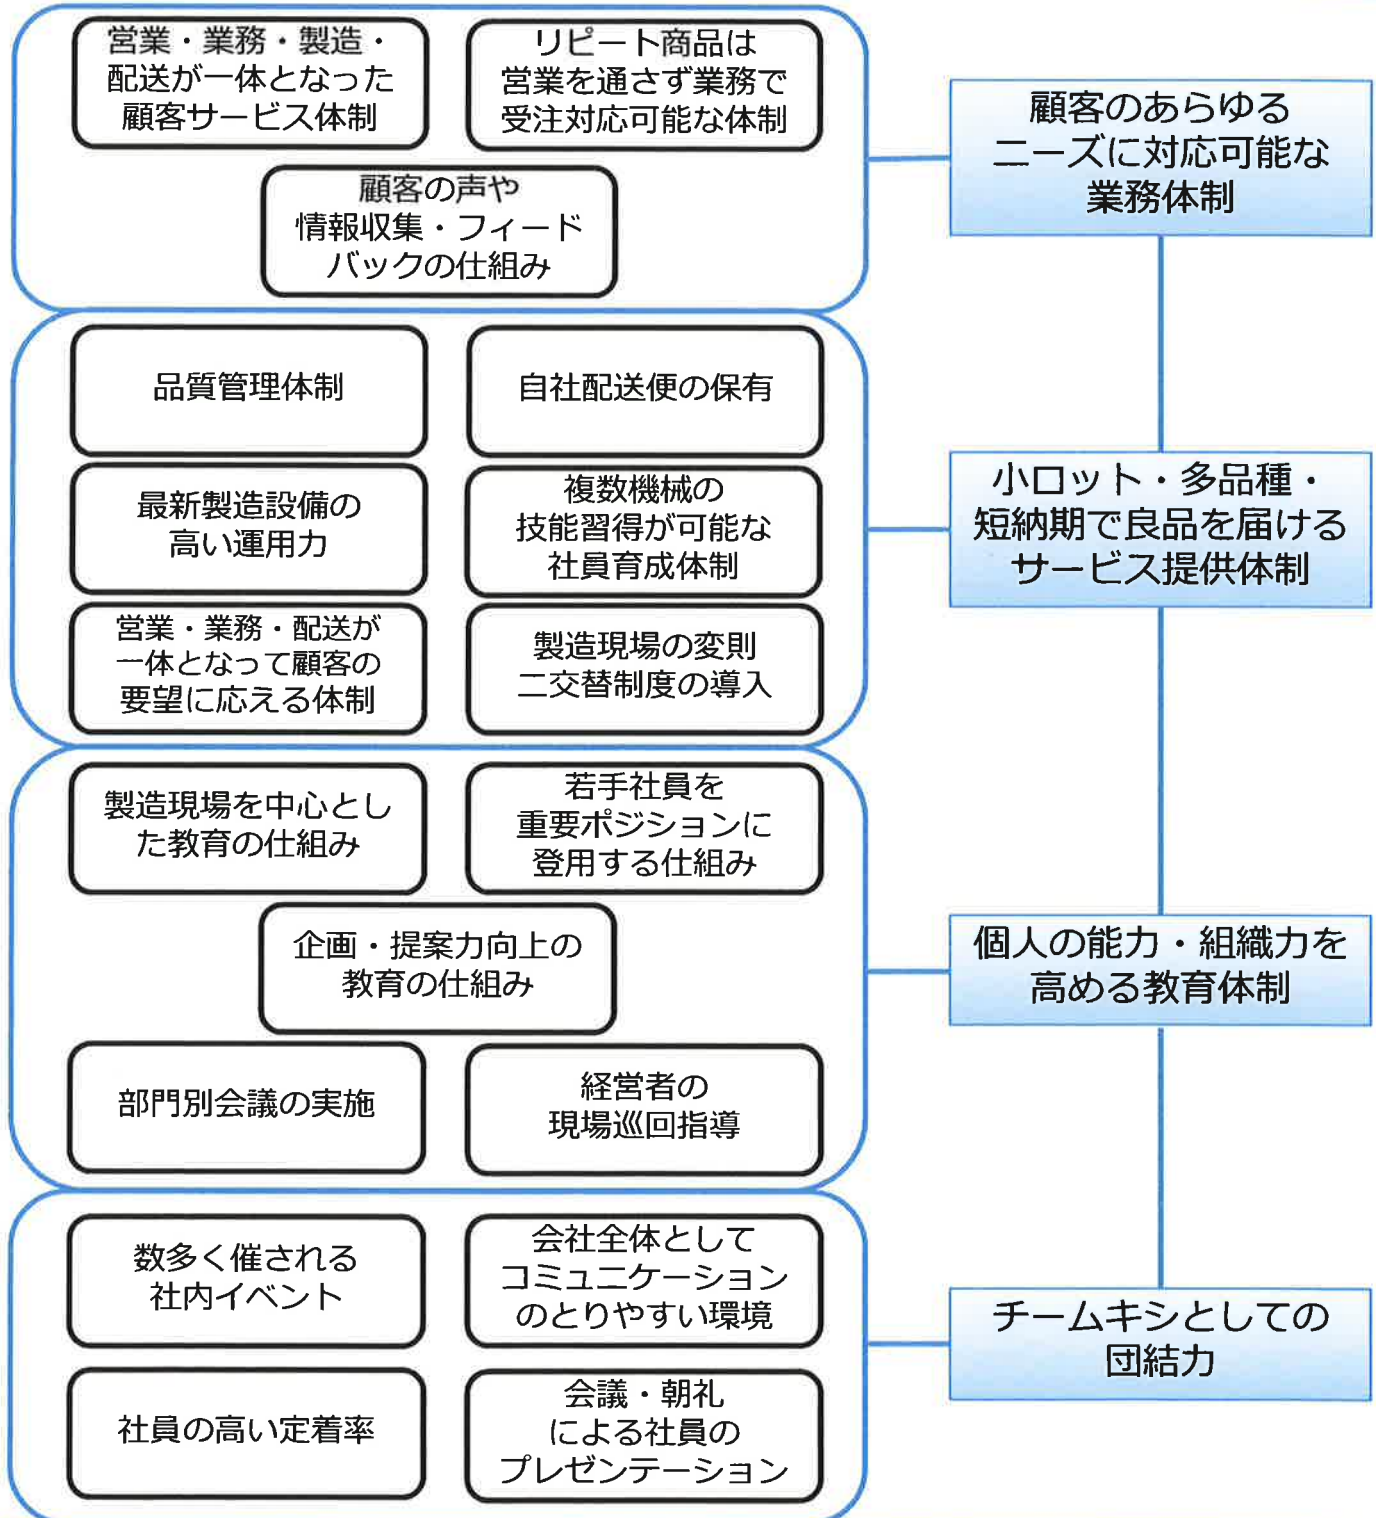 営業・業務・製造・
配送が一体となった
顧客サービス体制
リピート商品は
営業を通さず業務で
受注対応可能な体制
顧客の声や
情報収集・フィード
バックの仕組み
顧客のあらゆる
ニーズに対応可能な
業務体制
品質管理体制
自社配送便の保有
最新製造設備の
高い運用力
複数機械の
技能習得が可能な
社員育成体制
営業・業務・配送が
一体となって顧客の
要望に応える体制
製造現場の変則
二交替制度の導入
小ロット・多品種・
短納期で良品を届ける
サービス提供体制
製造現場を中心とし
た教育の仕組み
若手社員を
重要ポジションに
登用する仕組み
企画・提案力向上の
教育の仕組み
部門別会議の実施
経営者の
現場巡回指導
個人の能力・組織力を
高める教育体制
数多く催される
社内イベント
会社全体として
コミュニケーション
のとりやすい環境
社員の高い定着率
会議・朝礼
による社員の
プレゼンテーション
チームキシとしての
団結力